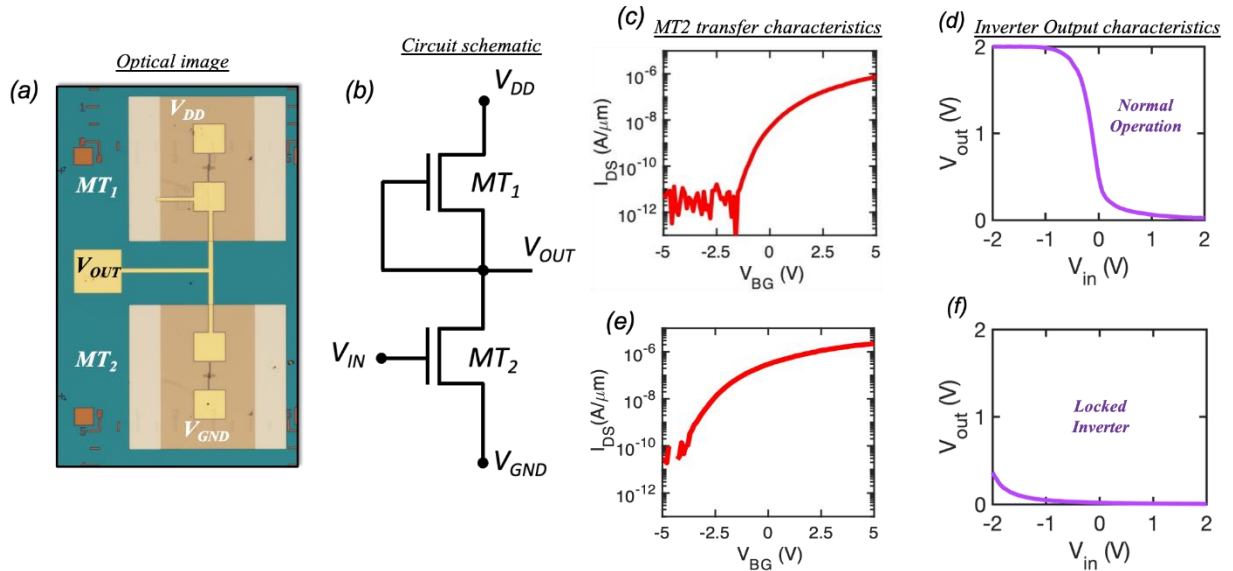 (a)
Optical image
V_DD
MT_1
V_OUT
MT_2
V_GND
(b)
Circuit schematic
V_DD
MT_1
V_OUT
V_IN
MT_2
V_GND
(c)
MT2 transfer characteristics
I_DS (A/μm)
10^-6
10^-8
10^-10
10^-12
-5 -2.5 0 2.5 5
V_BG (V)
(d)
Inverter Output characteristics
V_out (V)
2
1
0
Normal
Operation
-2 -1 0 1 2
V_in (V)
(e)
I_DS (A/μm)
10^-6
10^-8
10^-10
10^-12
-5 -2.5 0 2.5 5
V_BG (V)
(f)
V_out (V)
2
1
0
Locked
Inverter
-2 -1 0 1 2
V_in (V)